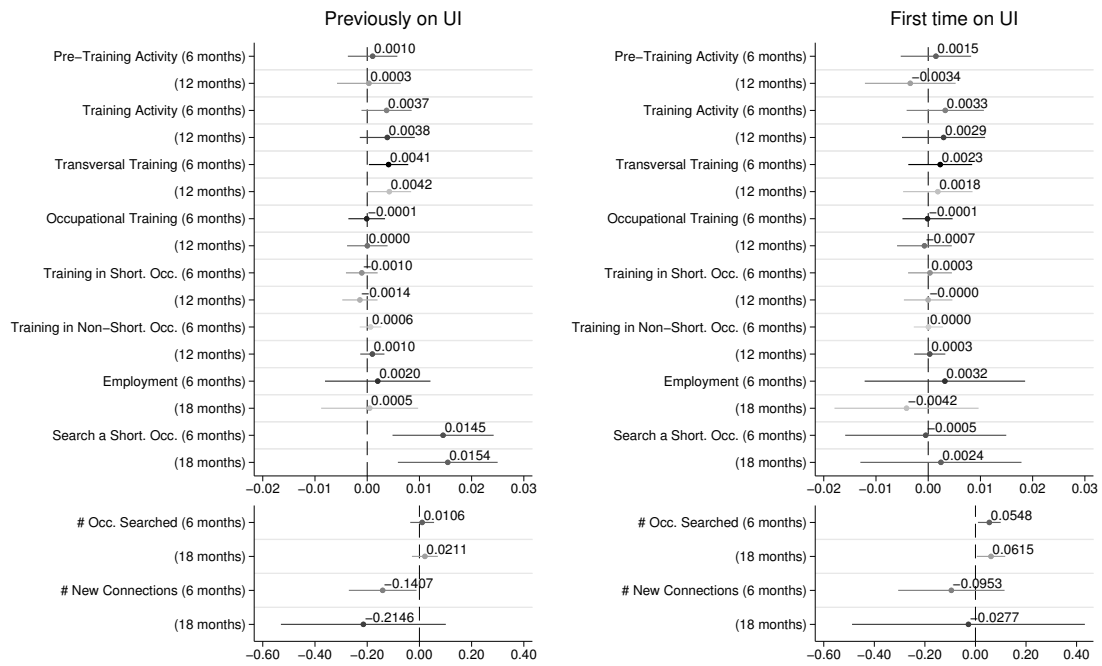 Previously on UI
Pre−Training Activity (6 months) 0.0010
(12 months) 0.0003
Training Activity (6 months) 0.0037
(12 months) 0.0038
Transversal Training (6 months) 0.0041
(12 months) 0.0042
Occupational Training (6 months) −0.0001
(12 months) 0.0000
Training in Short. Occ. (6 months) −0.0010
(12 months) −0.0014
Training in Non−Short. Occ. (6 months) 0.0006
(12 months) 0.0010
Employment (6 months) 0.0020
(18 months) 0.0005
Search a Short. Occ. (6 months) 0.0145
(18 months) 0.0154
−0.02 −0.01 0.00 0.01 0.02 0.03
# Occ. Searched (6 months) 0.0106
(18 months) 0.0211
# New Connections (6 months) −0.1407
(18 months) −0.2146
−0.60 −0.40 −0.20 0.00 0.20 0.40
First time on UI
Pre−Training Activity (6 months) 0.0015
(12 months) −0.0034
Training Activity (6 months) 0.0033
(12 months) 0.0029
Transversal Training (6 months) 0.0023
(12 months) 0.0018
Occupational Training (6 months) −0.0001
(12 months) −0.0007
Training in Short. Occ. (6 months) 0.0003
(12 months) −0.0000
Training in Non−Short. Occ. (6 months) 0.0000
(12 months) 0.0003
Employment (6 months) 0.0032
(18 months) −0.0042
Search a Short. Occ. (6 months) −0.0005
(18 months) 0.0024
−0.02 −0.01 0.00 0.01 0.02 0.03
# Occ. Searched (6 months) 0.0548
(18 months) 0.0615
# New Connections (6 months) −0.0953
(18 months) −0.0277
−0.60 −0.40 −0.20 0.00 0.20 0.40